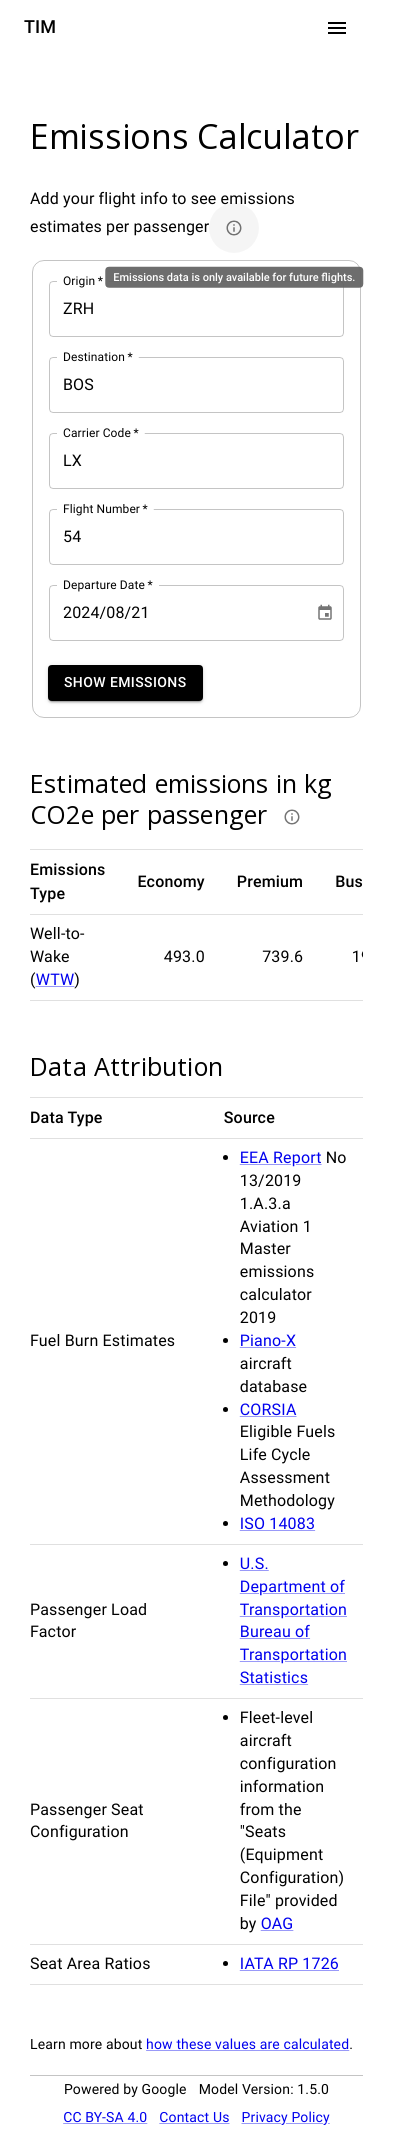 TIM
Emissions Calculator
Add your flight info to see emissions
estimates per passenger
Emissions data is only available for future flights.
Origin *
ZRH
Destination *
BOS
Carrier Code *
LX
Flight Number *
54
Departure Date *
2024/08/21
SHOW EMISSIONS
Estimated emissions in kg
CO2e per passenger
Emissions
Type
Economy
Premium
Bus
Well-to-
Wake
(WTW)
493.0
739.6
Data Attribution
Data Type
Source
Fuel Burn Estimates
• EEA Report No
13/2019
1.A.3.a
Aviation 1
Master
emissions
calculator
2019
• Piano-X
aircraft
database
• CORSIA
Eligible Fuels
Life Cycle
Assessment
Methodology
• ISO 14083
Passenger Load
Factor
• U.S.
Department of
Transportation
Bureau of
Transportation
Statistics
Passenger Seat
Configuration
• Fleet-level
aircraft
configuration
information
from the
"Seats
(Equipment
Configuration)
File" provided
by OAG
Seat Area Ratios
• IATA RP 1726
Learn more about how these values are calculated.
Powered by Google Model Version: 1.5.0
CC BY-SA 4.0 Contact Us Privacy Policy